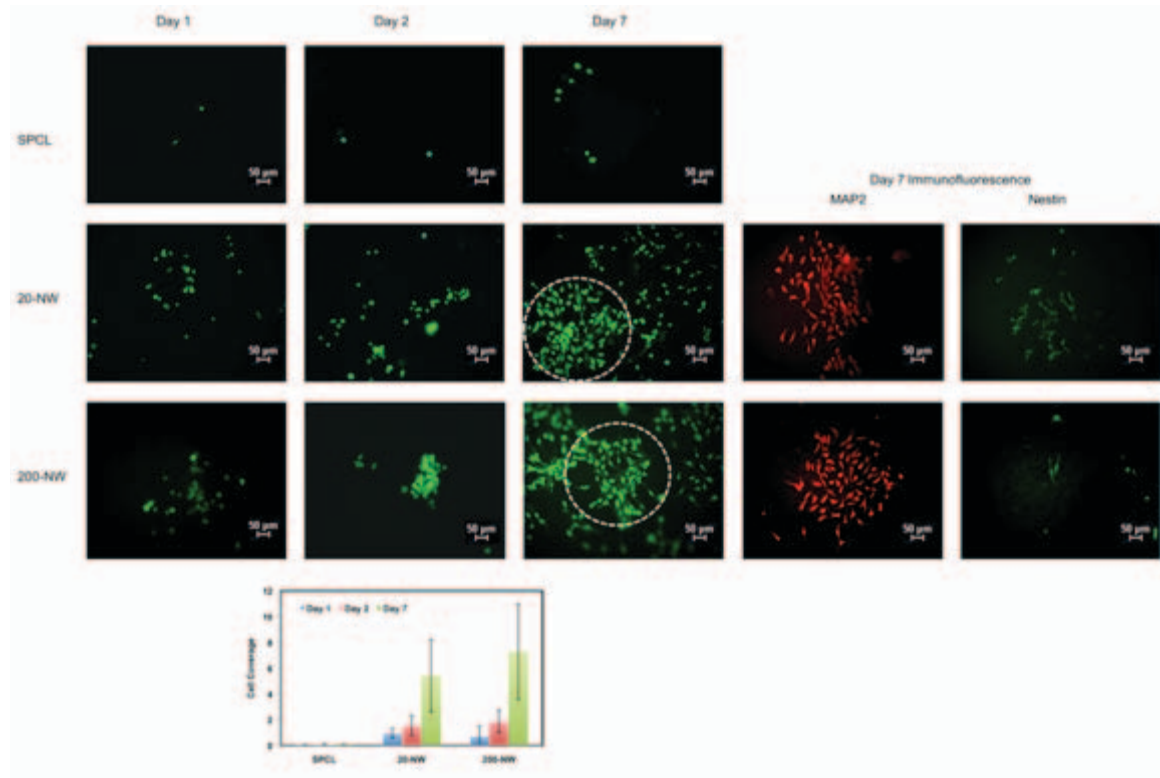 Day 1 Day 2 Day 7
SPCL
50 µm 50 µm 50 µm
Day 7 Immunofluorescence
MAP2 Nestin
20-NW
50 µm 50 µm 50 µm 50 µm 50 µm
200-NW
50 µm 50 µm 50 µm 50 µm 50 µm
12
Day 1 Day 2 Day 7
10
8
6
4
2
0
Cell Coverage
SPCL 20-NW 200-NW